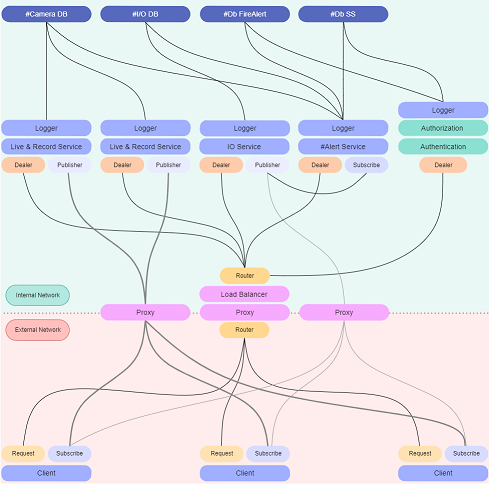 #Camera DB
#I/O DB
#Db FireAlert
#Db SS
Logger
Logger
Logger
Logger
Logger
Live & Record Service
Live & Record Service
IO Service
#Alert Service
Authorization
Authentication
Dealer
Publisher
Dealer
Publisher
Dealer
Publisher
Dealer
Subscribe
Dealer
Router
Load Balancer
Internal Network
Proxy
Proxy
Proxy
External Network
Router
Request
Subscribe
Request
Subscribe
Request
Subscribe
Client
Client
Client